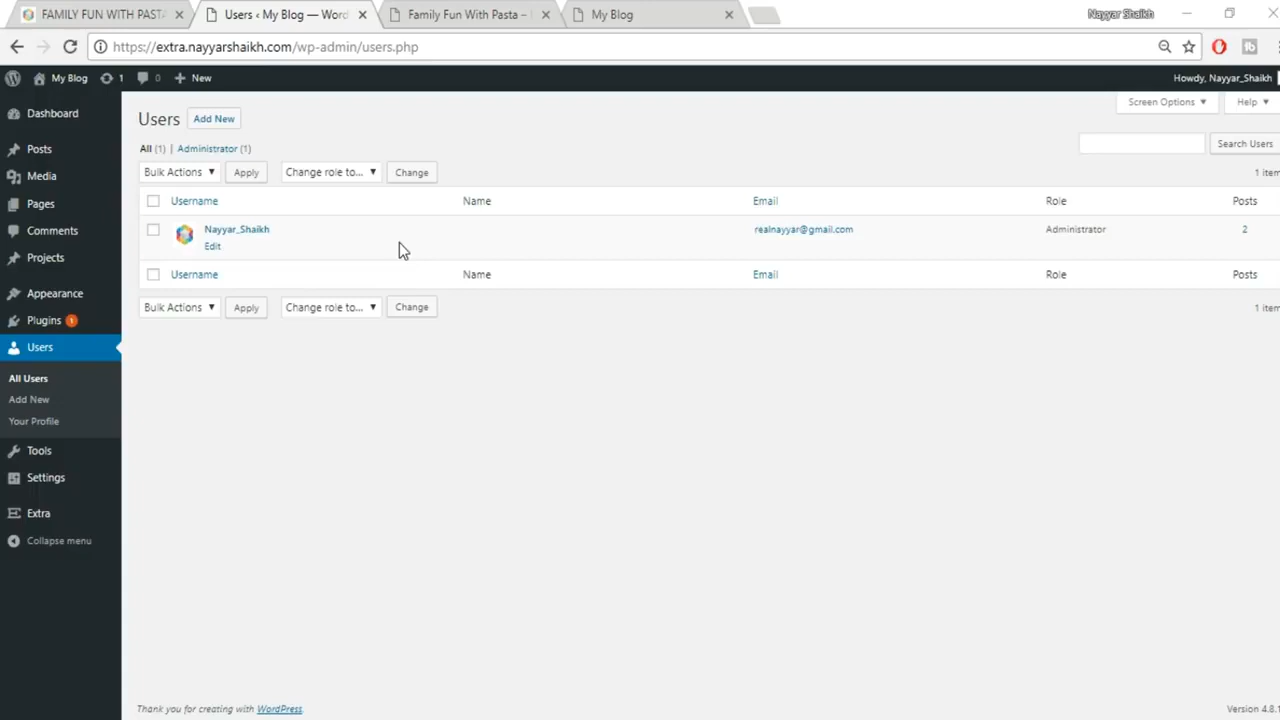 FAMILY FUN WITH PASTA
Users ‹ My Blog — Word
Family Fun With Pasta –
My Blog
Nayyar Shaikh
https://extra.nayyarshaikh.com/wp-admin/users.php
My Blog 1 0 New
Howdy, Nayyar_Shaikh
Dashboard
Posts
Media
Pages
Comments
Projects
Appearance
Plugins 1
Users
All Users
Add New
Your Profile
Tools
Settings
Extra
Collapse menu
Screen Options Help
Users Add New
All (1) | Administrator (1)
Search Users
Bulk Actions Apply Change role to... Change 1 item
Username Name Email Role Posts
Nayyar_Shaikh realnayyar@gmail.com Administrator 2
Edit
Username Name Email Role Posts
Bulk Actions Apply Change role to... Change 1 item
Thank you for creating with WordPress. Version 4.8.1